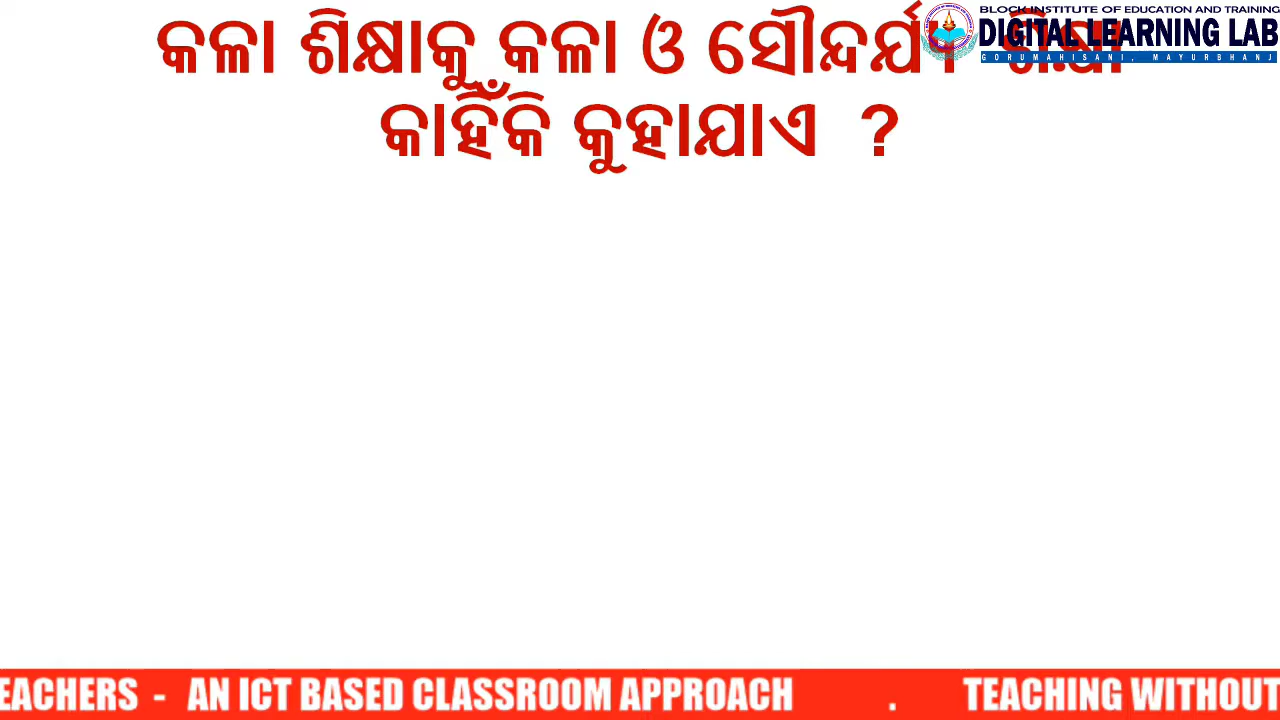 କଳା ଶିକ୍ଷାକୁ କଳା ଓ ସୌନ୍ଦର୍ଯ୍ୟ ଶିକ୍ଷା
କାହିଁକି କୁହାଯାଏ ?
BLOCK INSTITUTE OF EDUCATION AND TRAINING
DIGITAL LEARNING LAB
GORUMAHISANI, MAYURBHANJ
EACHERS - AN ICT BASED CLASSROOM APPROACH . TEACHING WITHOUT